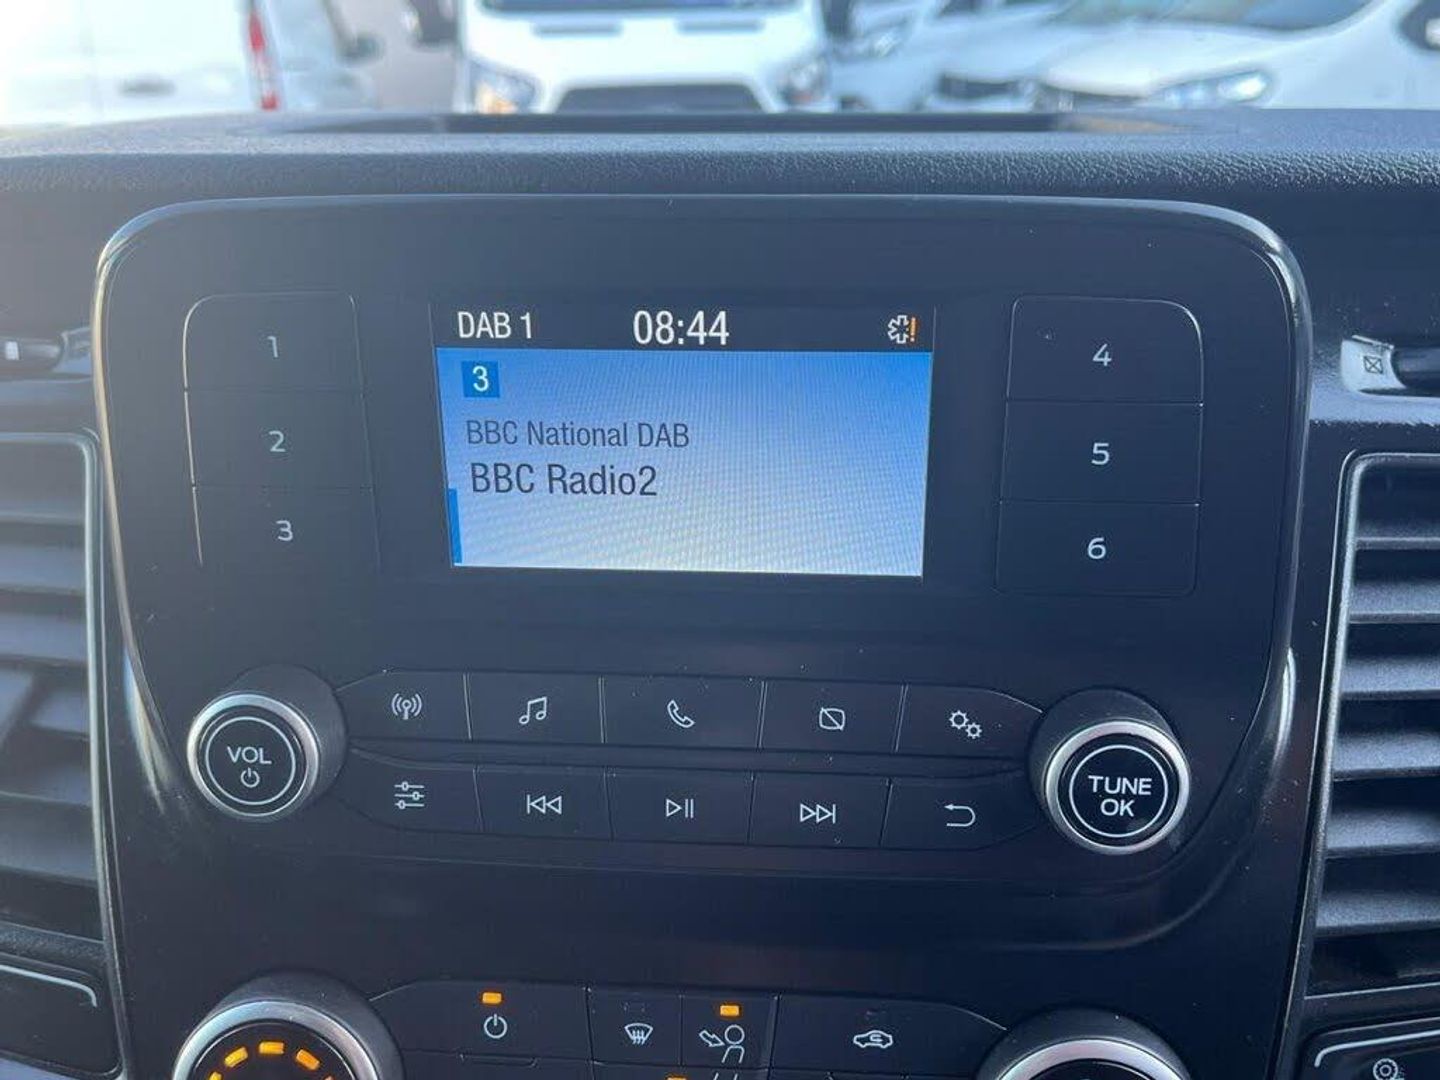 DAB 1 08:44
3
BBC National DAB
BBC Radio2
1
2
3
4
5
6
VOL
TUNE
OK